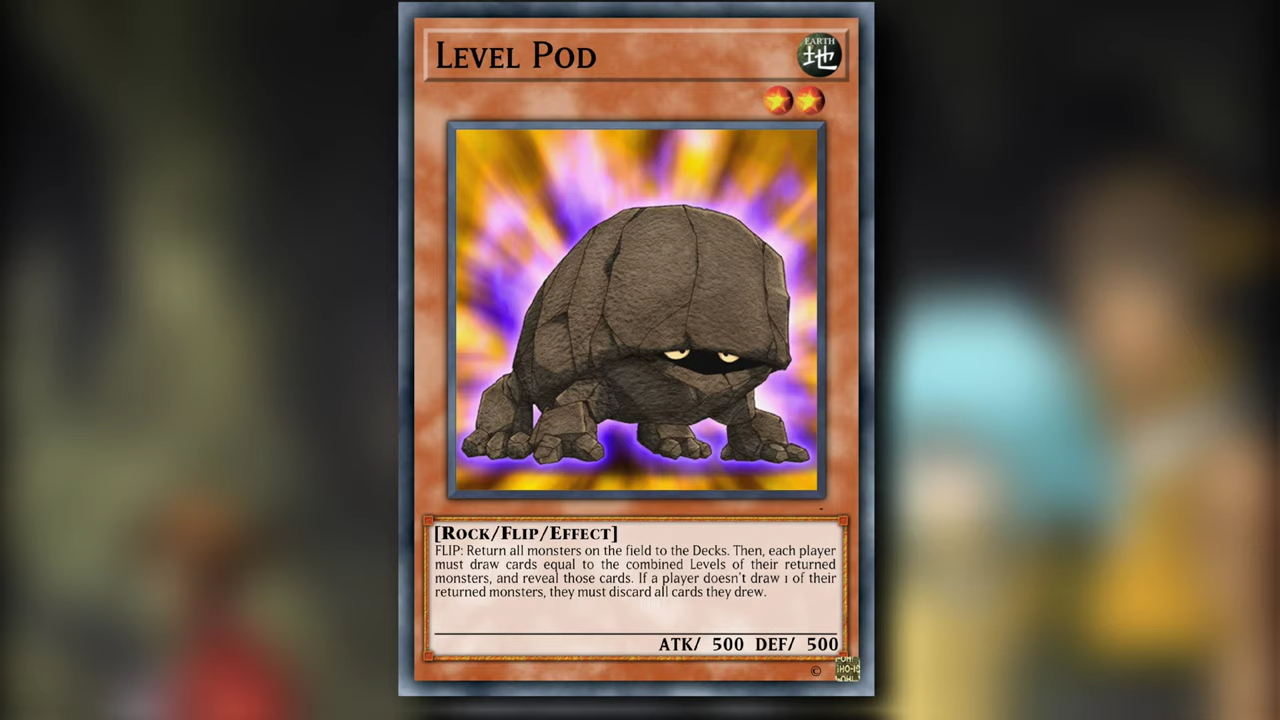 LEVEL POD
EARTH
地
[ROCK/FLIP/EFFECT]
FLIP: Return all monsters on the field to the Decks. Then, each player
must draw cards equal to the combined Levels of their returned
monsters, and reveal those cards. If a player doesn't draw 1 of their
returned monsters, they must discard all cards they drew.
ATK/ 500 DEF/ 500
©